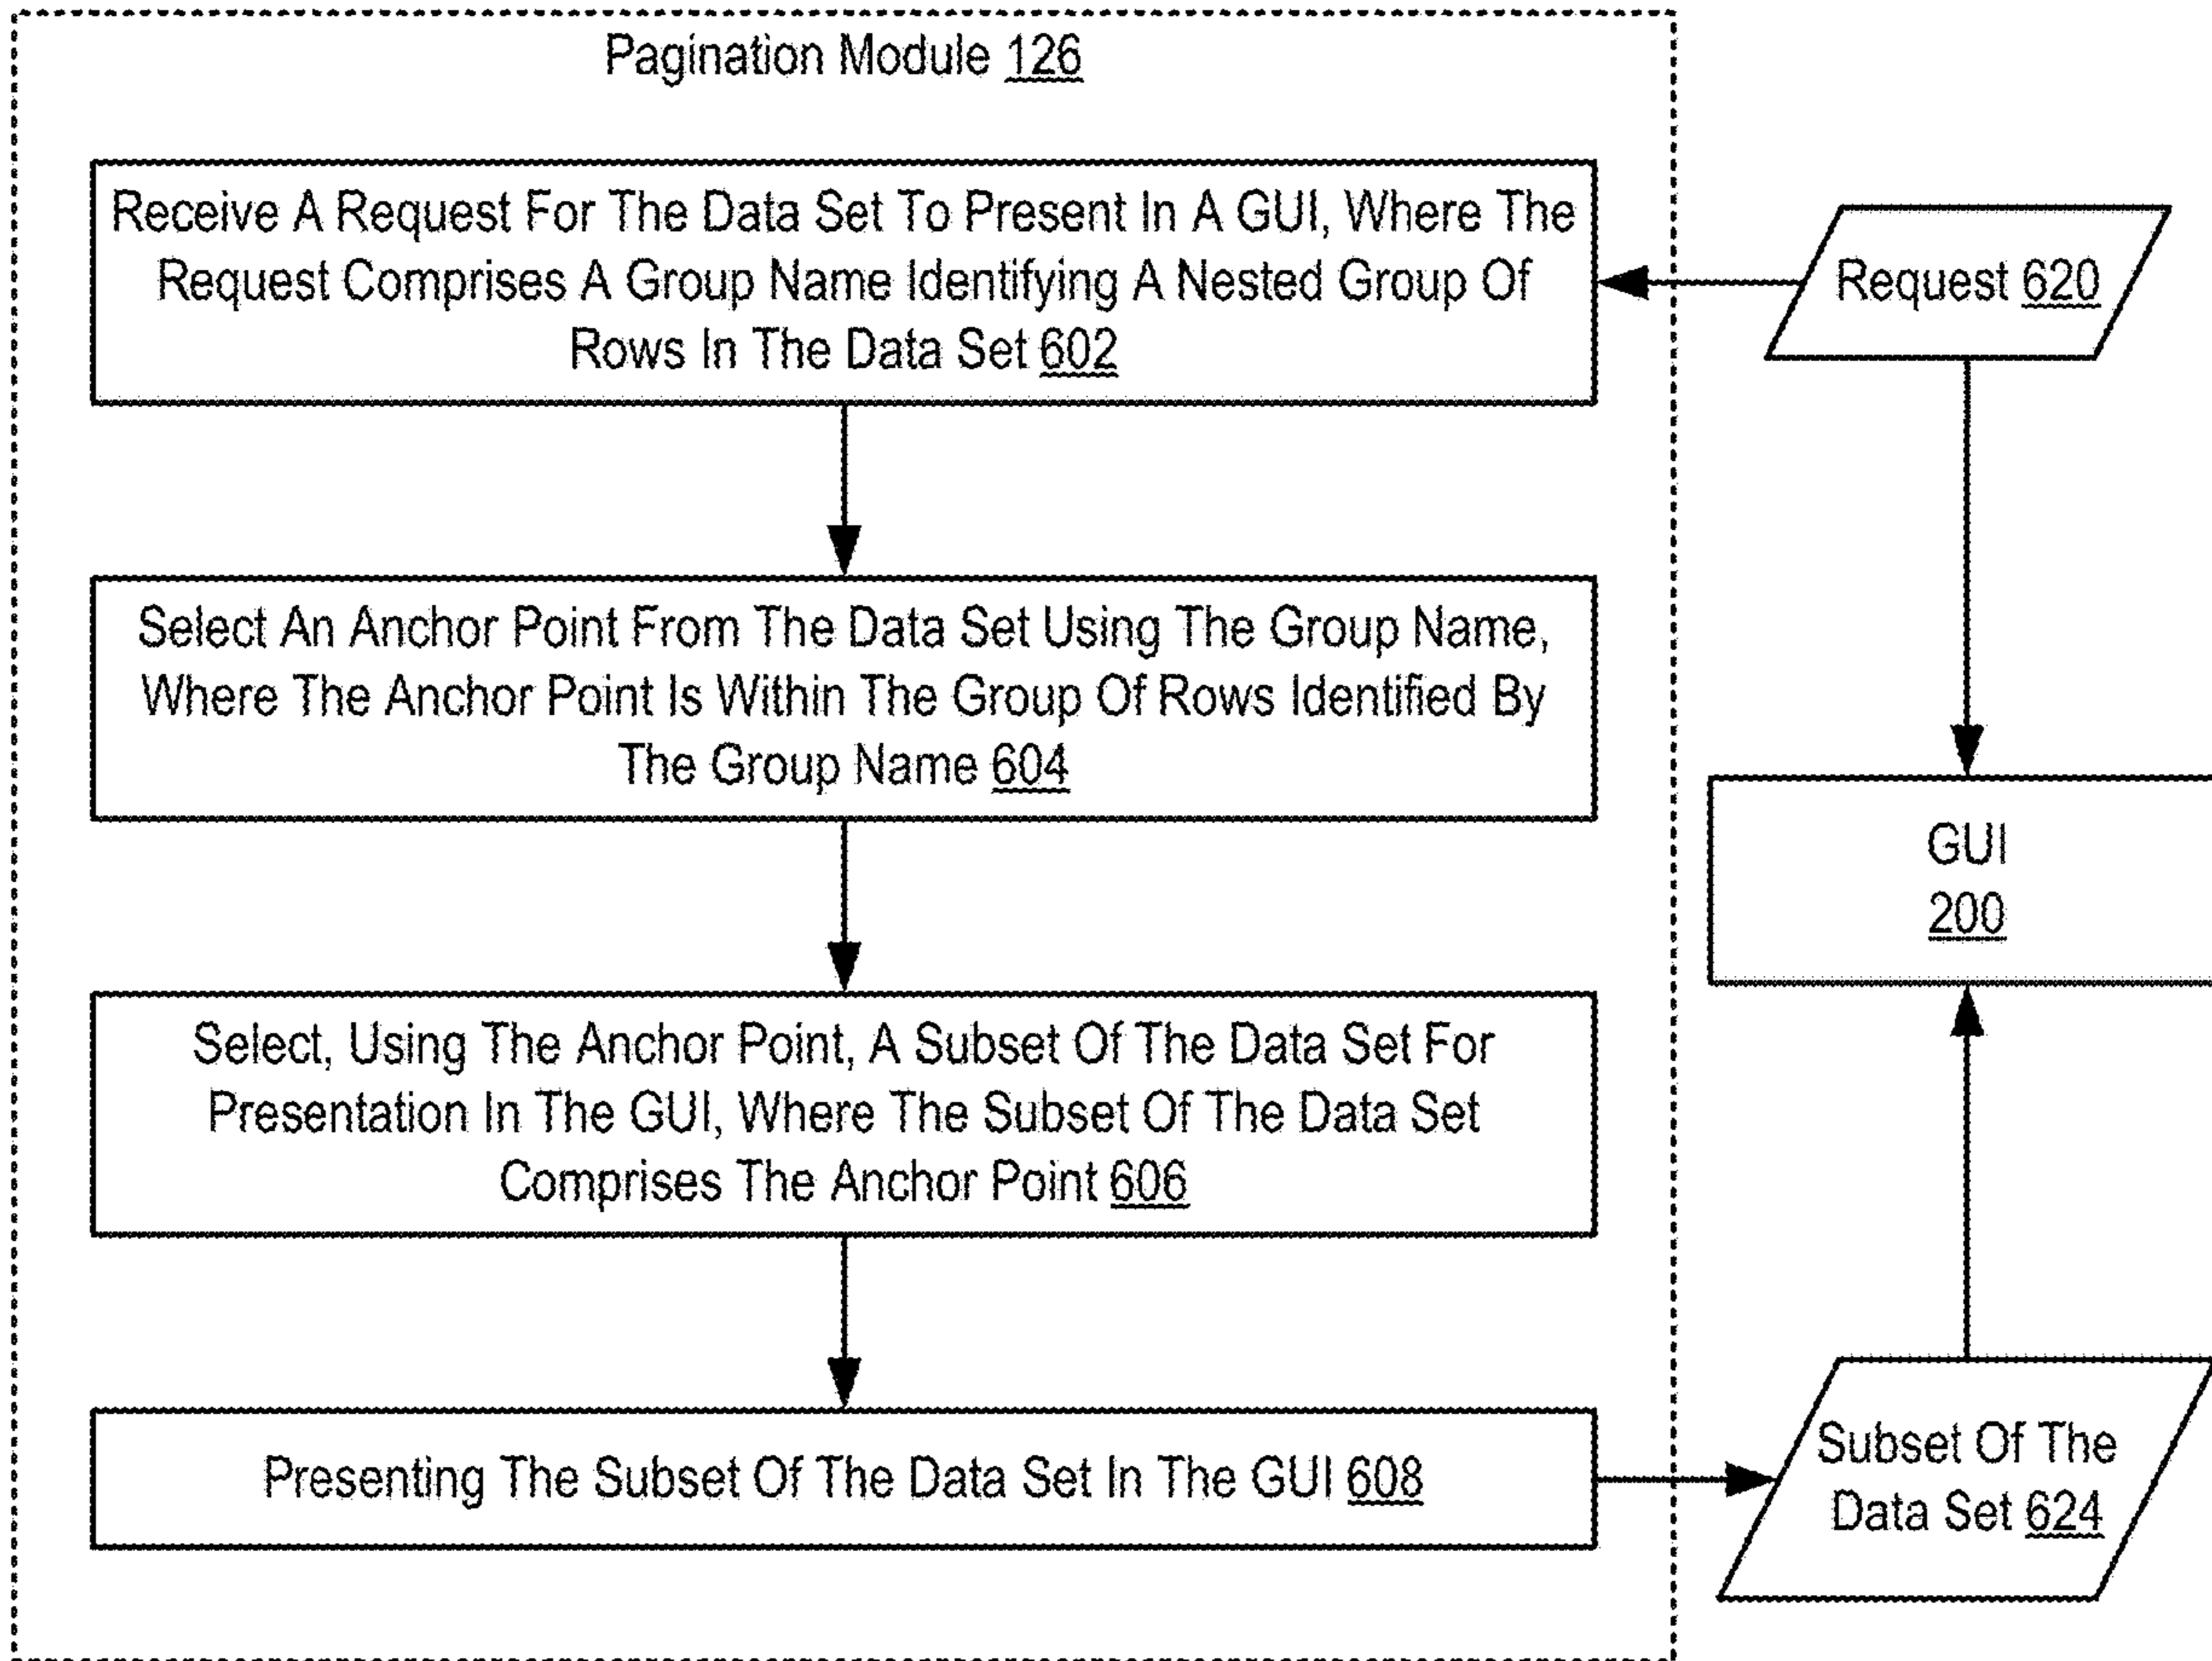 Pagination Module 126
Receive A Request For The Data Set To Present In A GUI, Where The
Request Comprises A Group Name Identifying A Nested Group Of
Rows In The Data Set 602
Request 620
Select An Anchor Point From The Data Set Using The Group Name,
Where The Anchor Point Is Within The Group Of Rows Identified By
The Group Name 604
GUI
200
Select, Using The Anchor Point, A Subset Of The Data Set For
Presentation In The GUI, Where The Subset Of The Data Set
Comprises The Anchor Point 606
Presenting The Subset Of The Data Set In The GUI 608
Subset Of The
Data Set 624